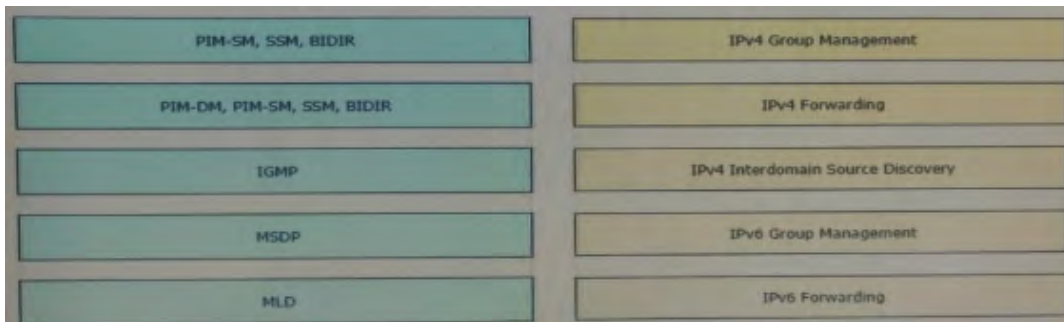 PIM-SM, SSM, BIDIR
IPv4 Group Management
PIM-DM, PIM-SM, SSM, BIDIR
IPv4 Forwarding
IGMP
IPv4 Interdomain Source Discovery
MSDP
IPv6 Group Management
MLD
IPv6 Forwarding